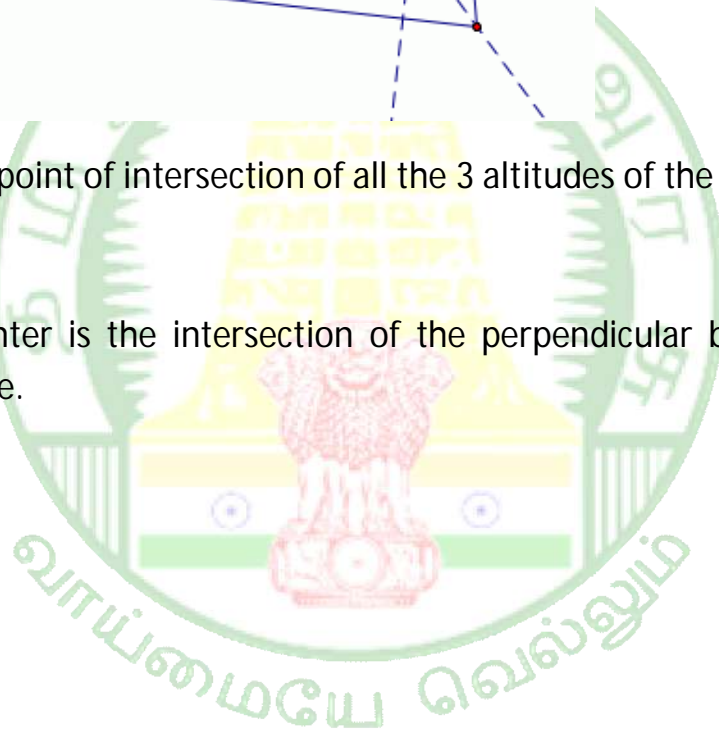 point of intersection of all the 3 altitudes of the
nter is the intersection of the perpendicular b
e.
த மி
அ ர
சு
வாய்மையே வெல்லும்